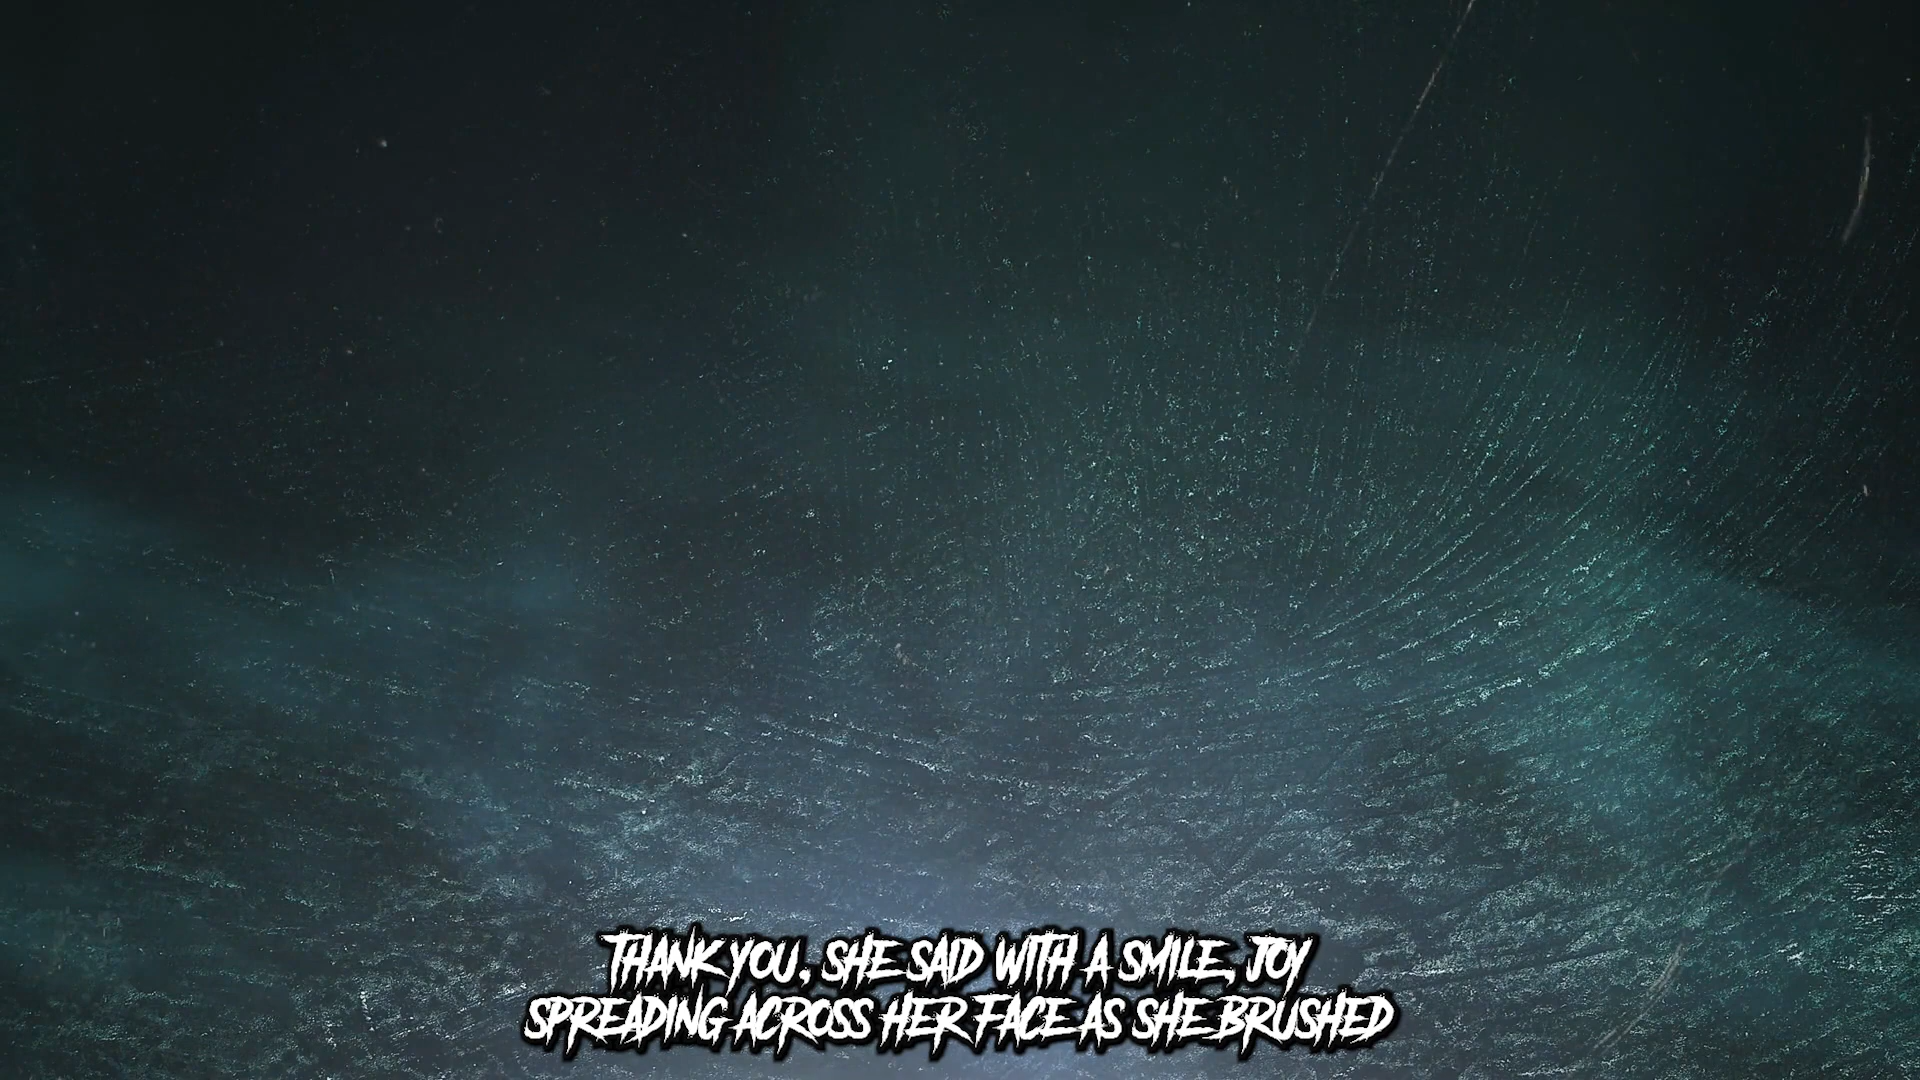 THANK YOU, SHE SAID WITH A SMILE, JOY
SPREADING ACROSS HER FACE AS SHE BRUSHED